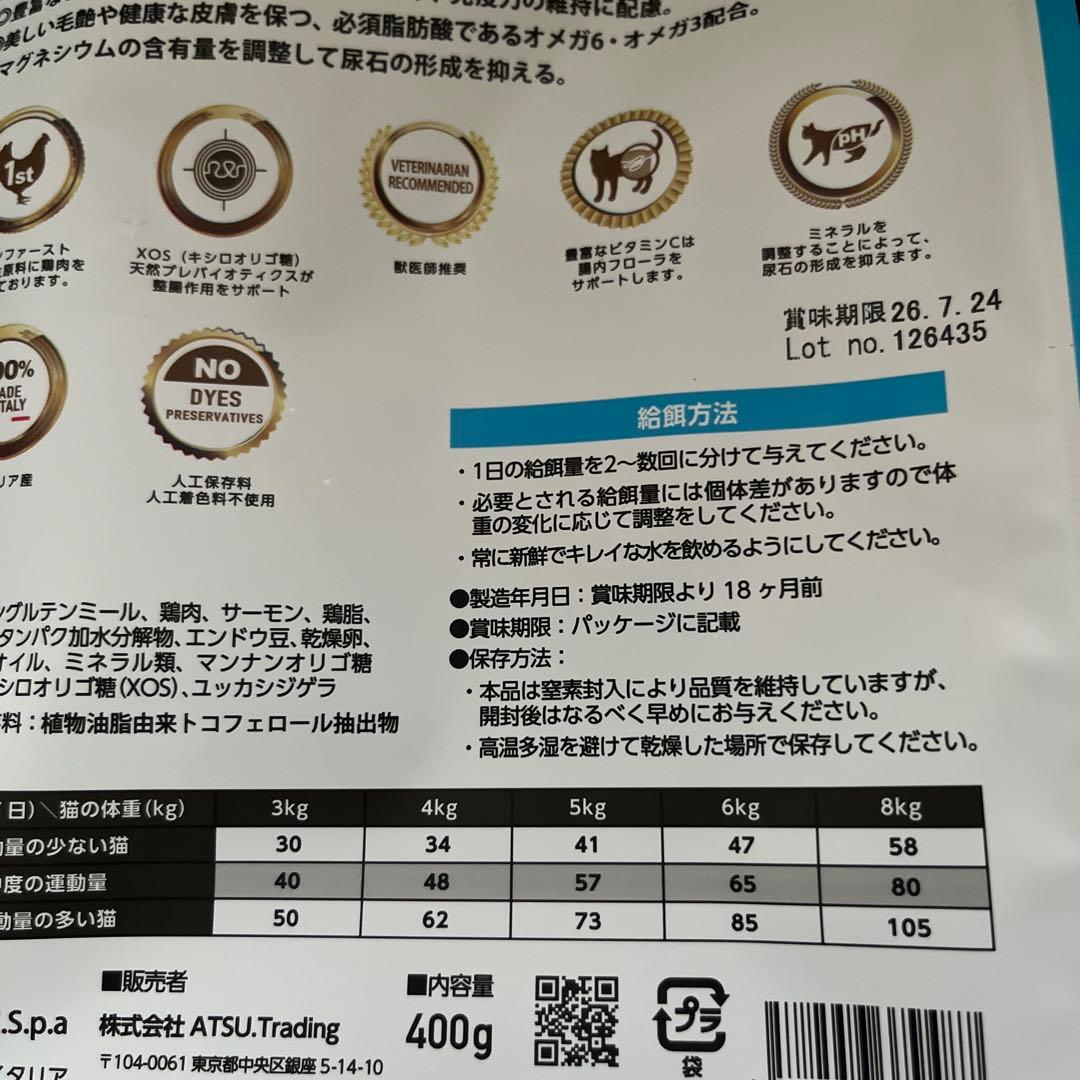 の維持に配慮。
美しい毛艶や健康な皮膚を保つ、必須脂肪酸であるオメガ6・オメガ3配合。
マグネシウムの含有量を調整して尿石の形成を抑える。
1st
VETERINARIAN
RECOMMENDED
pH
ファースト
原料に鶏肉を
ております。
XOS（キシロオリゴ糖）
天然プレバイオティクスが
整腸作用をサポート
獣医師推奨
豊富なビタミンCは
腸内フローラを
サポートします。
ミネラルを
調整することによって、
尿石の形成を抑えます。
賞味期限26.7.24
Lot no.126435
00%
ADE
TALY
リア産
NO
DYES
PRESERVATIVES
人工保存料
人工着色料不使用
給餌方法
・1日の給餌量を2〜数回に分けて与えてください。
・必要とされる給餌量には個体差がありますので体
重の変化に応じて調整をしてください。
・常に新鮮でキレイな水を飲めるようにしてください。
●製造年月日：賞味期限より 18 ヶ月前
●賞味期限：パッケージに記載
●保存方法：
・本品は窒素封入により品質を維持していますが、
開封後はなるべく早めにお与えください。
・高温多湿を避けて乾燥した場所で保存してください。
グルテンミール、鶏肉、サーモン、鶏脂、
タンパク加水分解物、エンドウ豆、乾燥卵、
オイル、ミネラル類、マンナンオリゴ糖
シロオリゴ糖（XOS）、ユッカシジゲラ
料：植物油脂由来トコフェロール抽出物
日）＼猫の体重（kg） 3kg 4kg 5kg 6kg 8kg
量の少ない猫 30 34 41 47 58
度の運動量 40 48 57 65 80
動量の多い猫 50 62 73 85 105
.S.p.a
イタリア
■販売者
株式会社 ATSU.Trading
〒104-0061 東京都中央区銀座 5-14-10
■内容量
400g
プラ
袋